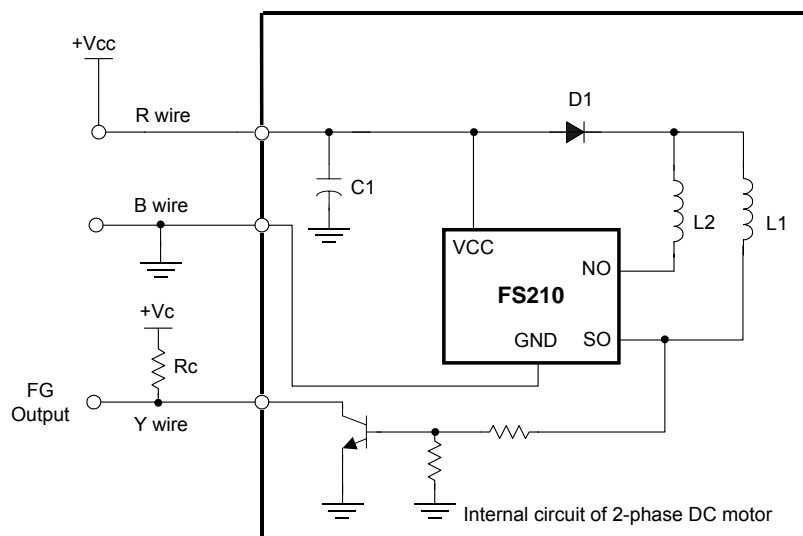 +Vcc
R wire
D1
C1
B wire
L2
L1
VCC
NO
FS210
+Vc
GND
SO
Rc
FG
Output
Y wire
Internal circuit of 2-phase DC motor